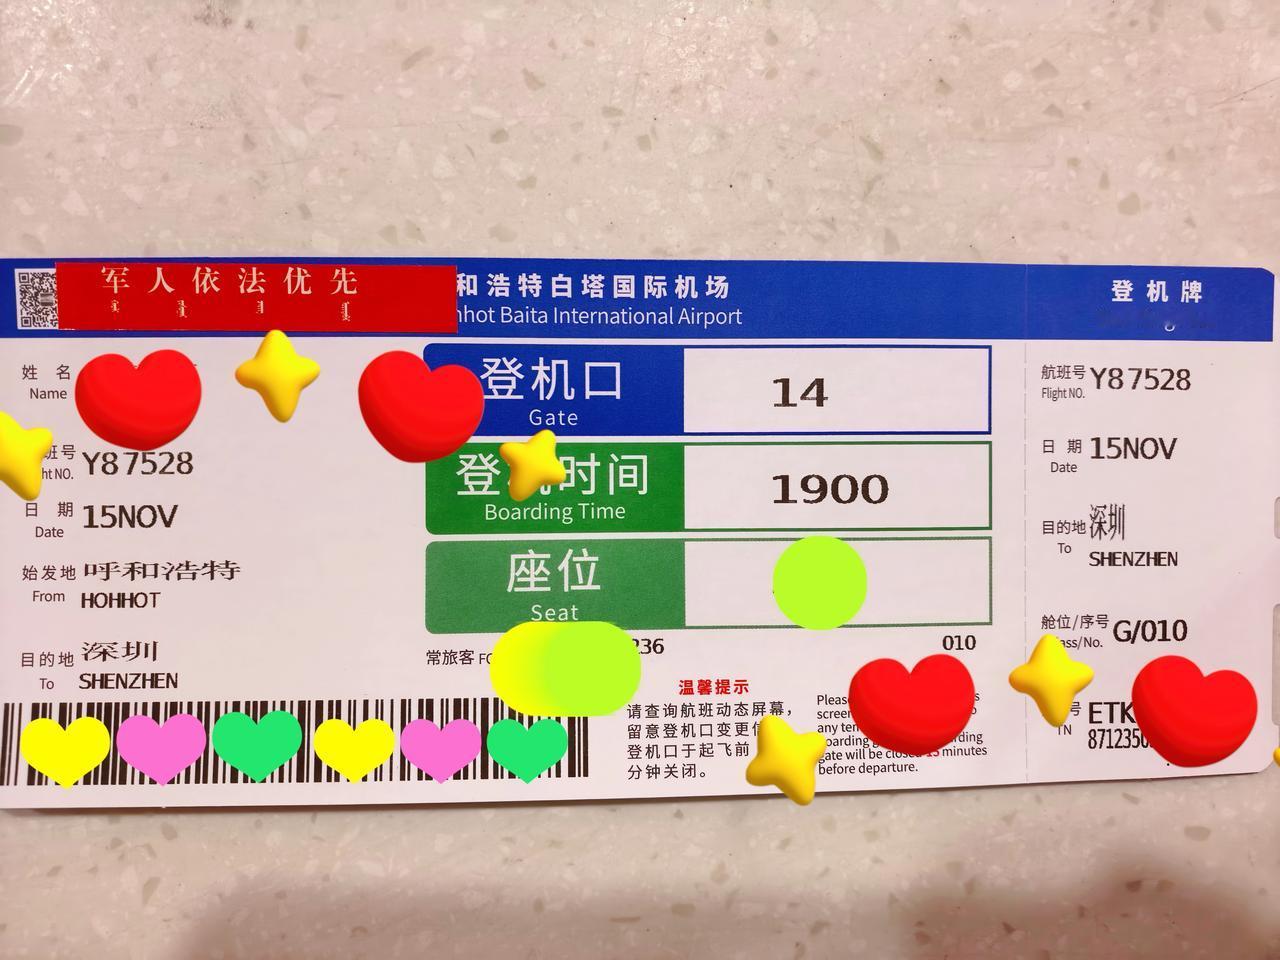 军人依法优先
和浩特白塔国际机场
nhot Baita International Airport
登机牌
姓名
Name
班号
ht NO.
Y87528
日期
Date
15NOV
始发地
From
呼和浩特
HOHHOT
目的地
To
深圳
SHENZHEN
登机口
Gate
14
登 时间
Boarding Time
1900
座位
Seat
常旅客
236
010
温馨提示
请查询航班动态屏幕，
留意登机口变更信
登机口于起飞前
分钟关闭。
Please
screen
any
gate will be closed 15 minutes
before departure.
航班号
Flight NO.
Y87528
日期
Date
15NOV
目的地
To
深圳
SHENZHEN
舱位/序号
ass/No.
G/010
号
TN
ETK
871235